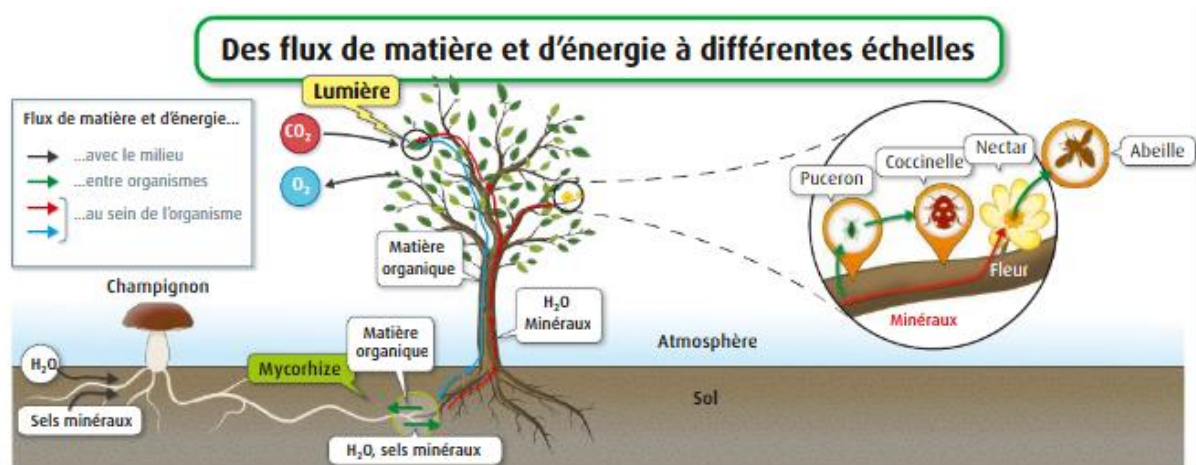 Des flux de matière et d'énergie à différentes échelles
Flux de matière et d'énergie...
...avec le milieu
...entre organismes
...au sein de l'organisme
Lumière
CO₂
O₂
Matière
organique
H₂O
Minéraux
Champignon
H₂O
Sels minéraux
Mycorhize
Matière
organique
H₂O, sels minéraux
Atmosphère
Sol
Puceron
Coccinelle
Nectar
Abeille
Fleur
Minéraux